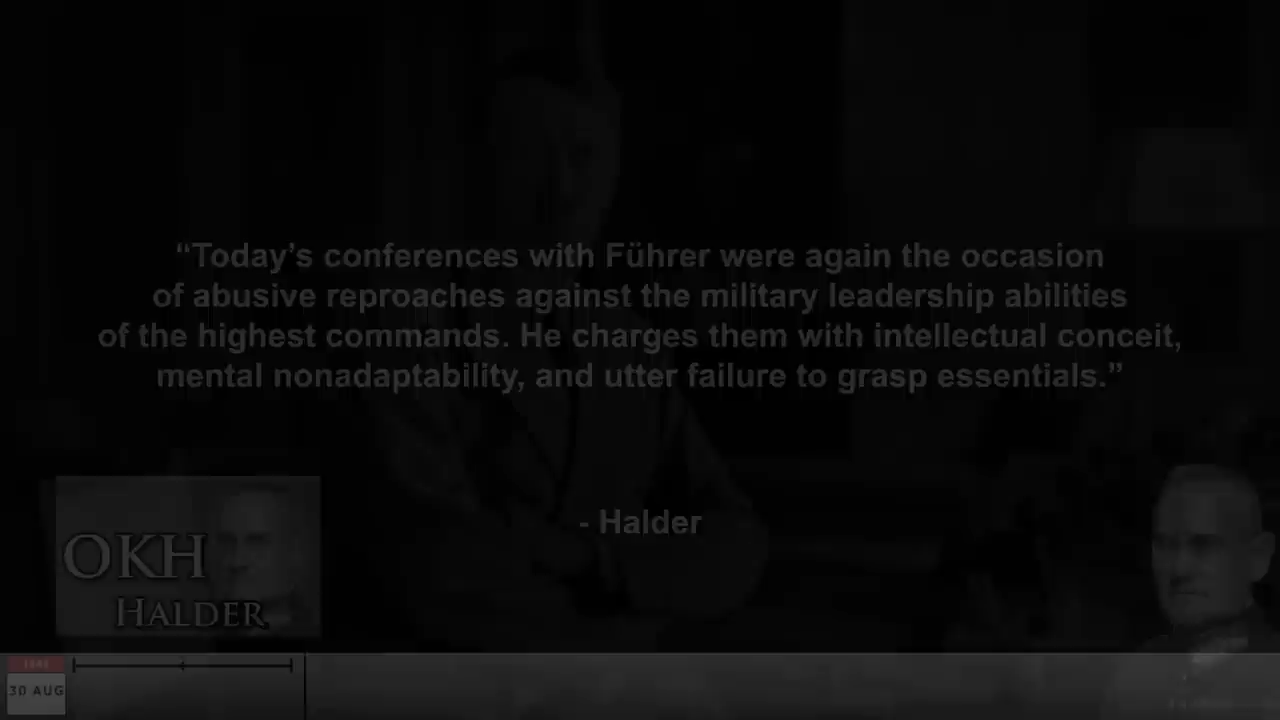 “Today’s conferences with Führer were again the occasion
of abusive reproaches against the military leadership abilities
of the highest commands. He charges them with intellectual conceit,
mental nonadaptability, and utter failure to grasp essentials.”
- Halder
OKH
HALDER
30 AUG